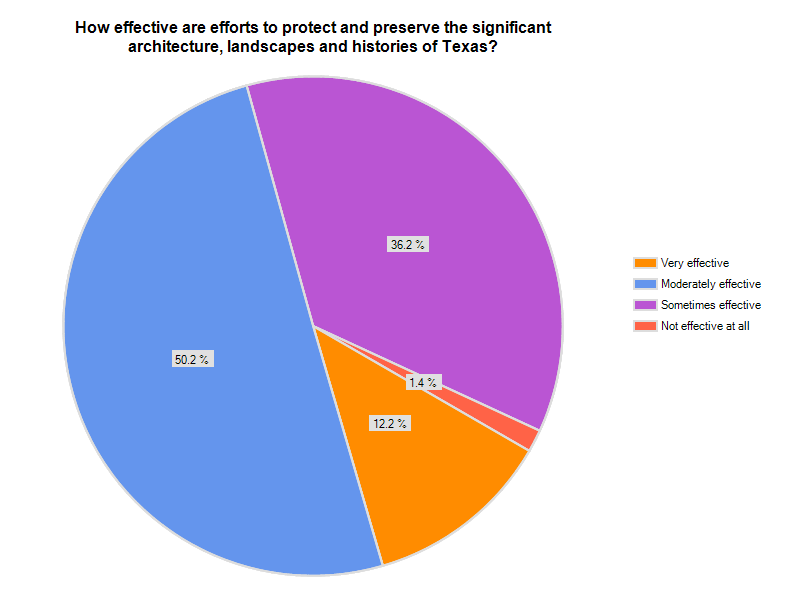 How effective are efforts to protect and preserve the significant
architecture, landscapes and histories of Texas?
36.2 %
50.2 %
1.4 %
12.2 %
Very effective
Moderately effective
Sometimes effective
Not effective at all